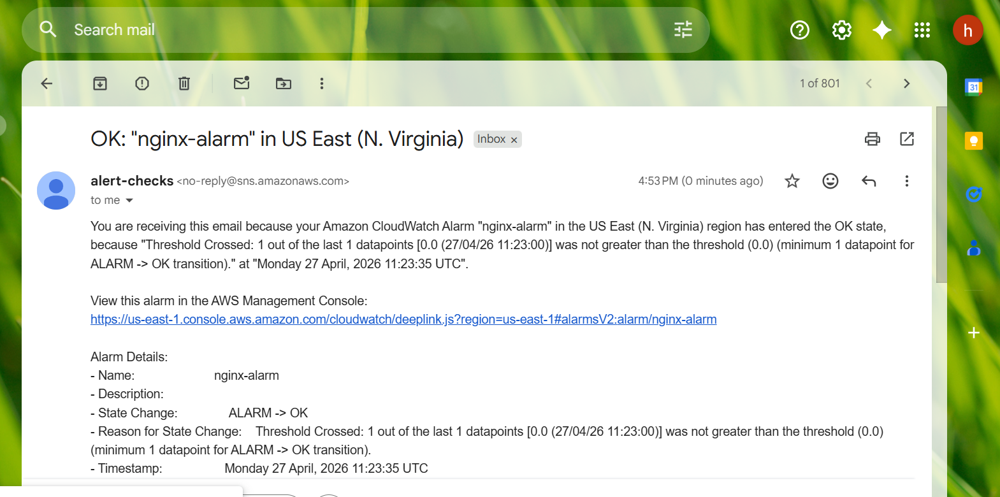 Search mail
h
1 of 801
31
OK: "nginx-alarm" in US East (N. Virginia) Inbox ×
alert-checks <no-reply@sns.amazonaws.com> 4:53 PM (0 minutes ago)
to me
You are receiving this email because your Amazon CloudWatch Alarm "nginx-alarm" in the US East (N. Virginia) region has entered the OK state,
because "Threshold Crossed: 1 out of the last 1 datapoints [0.0 (27/04/26 11:23:00)] was not greater than the threshold (0.0) (minimum 1 datapoint for
ALARM -> OK transition)." at "Monday 27 April, 2026 11:23:35 UTC".
View this alarm in the AWS Management Console:
https://us-east-1.console.aws.amazon.com/cloudwatch/deeplink.js?region=us-east-1#alarmsV2:alarm/nginx-alarm
Alarm Details:
- Name: nginx-alarm
- Description:
- State Change: ALARM -> OK
- Reason for State Change: Threshold Crossed: 1 out of the last 1 datapoints [0.0 (27/04/26 11:23:00)] was not greater than the threshold (0.0)
(minimum 1 datapoint for ALARM -> OK transition).
- Timestamp: Monday 27 April, 2026 11:23:35 UTC